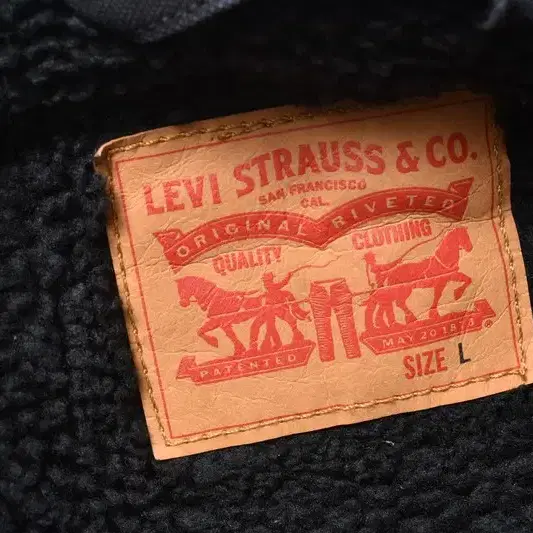 LEVI STRAUSS & CO.
SAN FRANCISCO
CAL.
ORIGINAL RIVETED
QUALITY CLOTHING
PATENTED MAY 20 1873
®
SIZE L